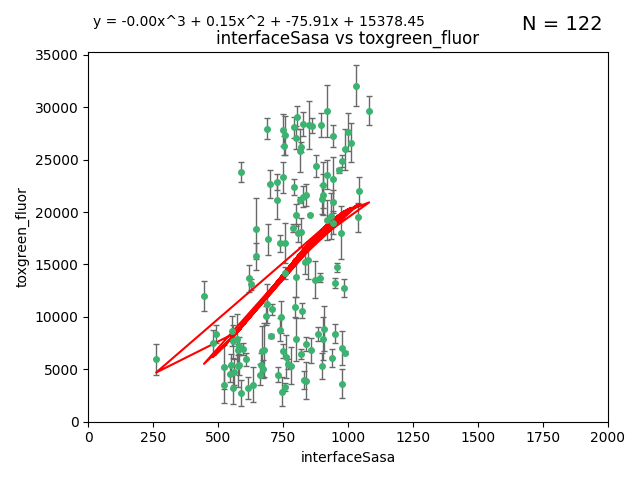 y = -0.00x^3 + 0.15x^2 + -75.91x + 15378.45
N = 122
interfaceSasa vs toxgreen_fluor
35000
30000
25000
20000
15000
10000
5000
0
toxgreen_fluor
0 250 500 750 1000 1250 1500 1750 2000
interfaceSasa